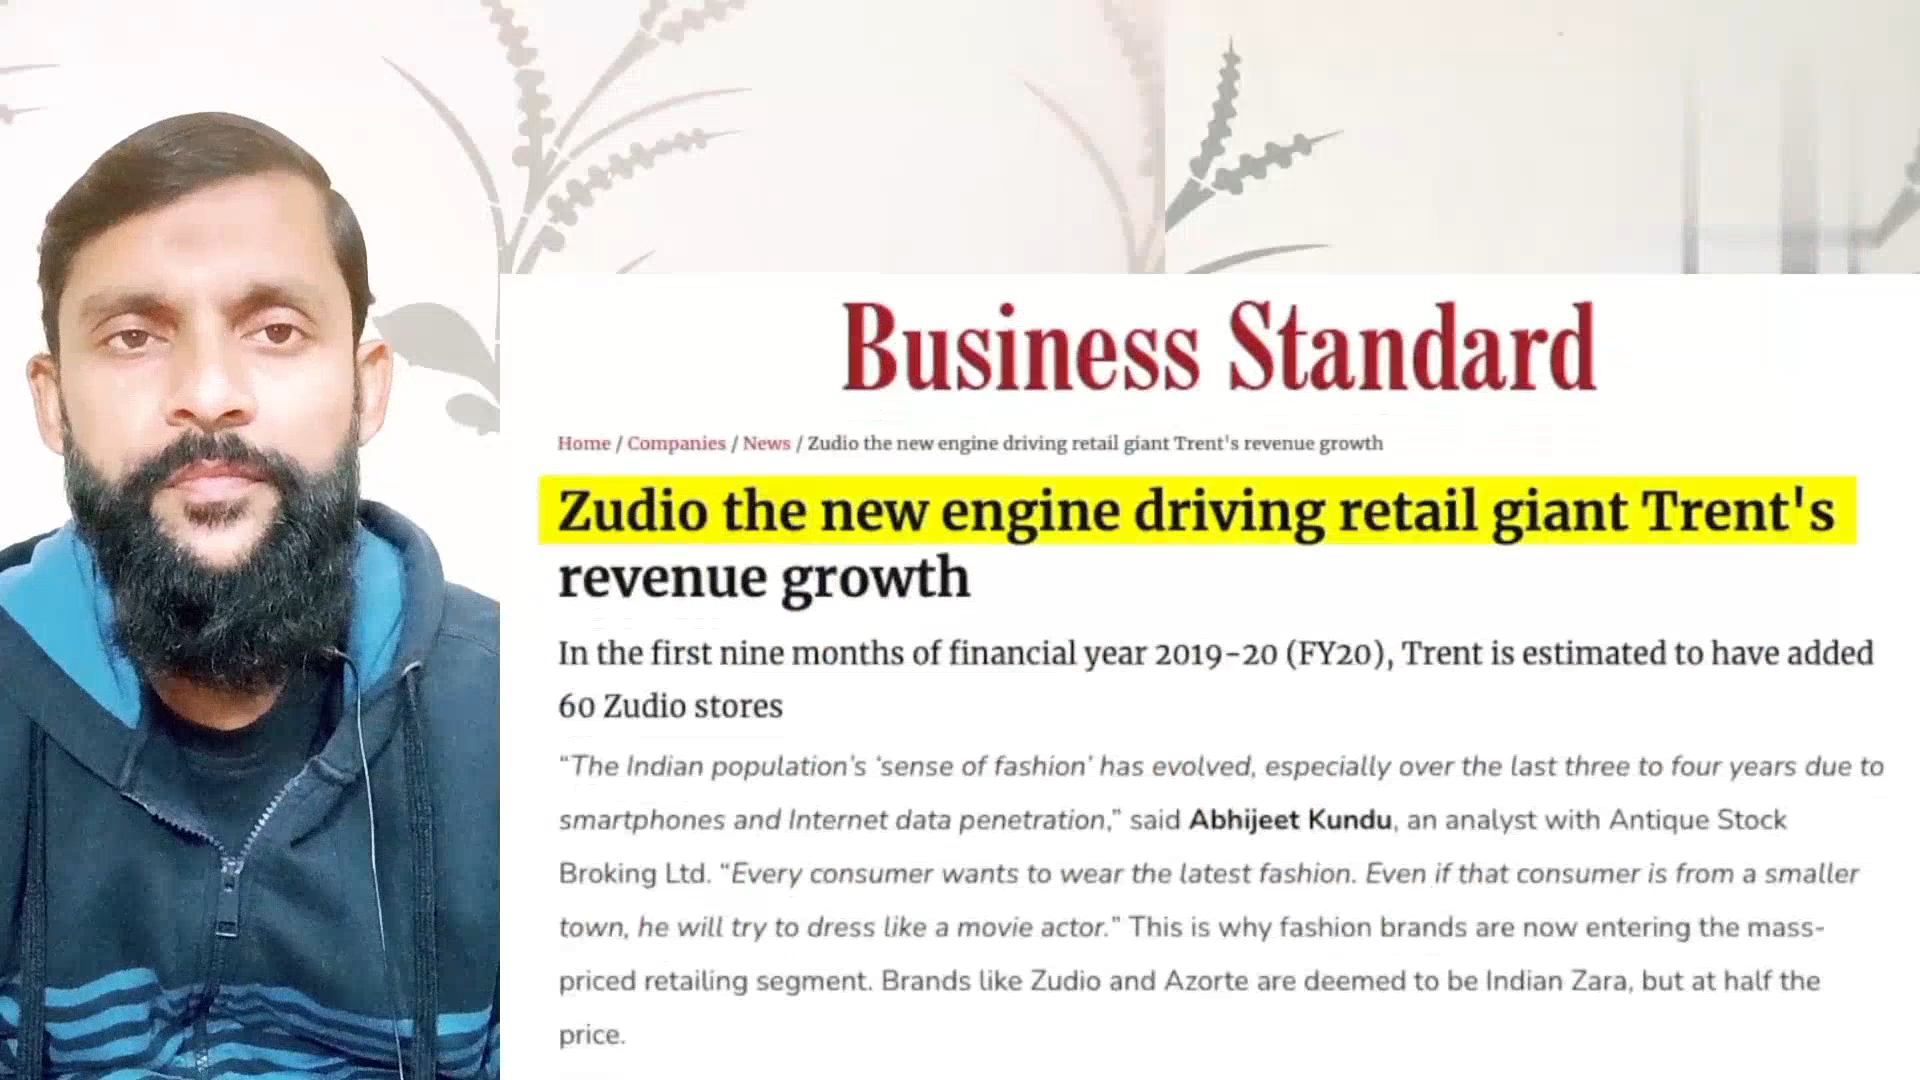 Business Standard
Home / Companies / News / Zudio the new engine driving retail giant Trent's revenue growth
Zudio the new engine driving retail giant Trent's
revenue growth
In the first nine months of financial year 2019-20 (FY20), Trent is estimated to have added
60 Zudio stores
“The Indian population’s ‘sense of fashion’ has evolved, especially over the last three to four years due to
smartphones and Internet data penetration,” said Abhijeet Kundu, an analyst with Antique Stock
Broking Ltd. “Every consumer wants to wear the latest fashion. Even if that consumer is from a smaller
town, he will try to dress like a movie actor.” This is why fashion brands are now entering the mass-
priced retailing segment. Brands like Zudio and Azorte are deemed to be Indian Zara, but at half the
price.